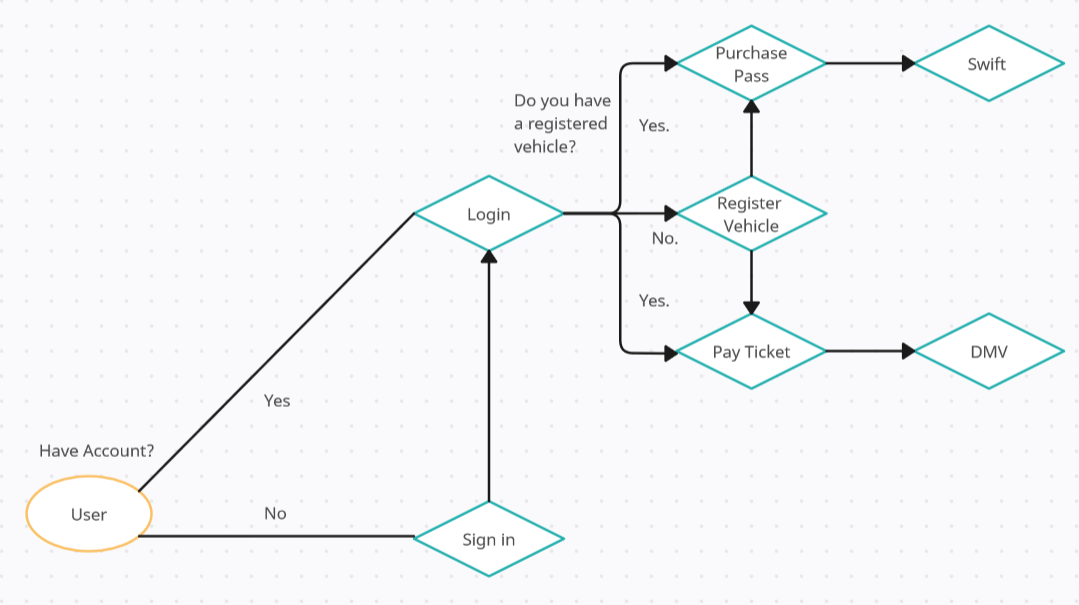 Purchase
Pass
Swift
Do you have
a registered
vehicle?
Yes.
Login
Register
Vehicle
No.
Yes.
Pay Ticket
DMV
Yes
Have Account?
User
No
Sign in